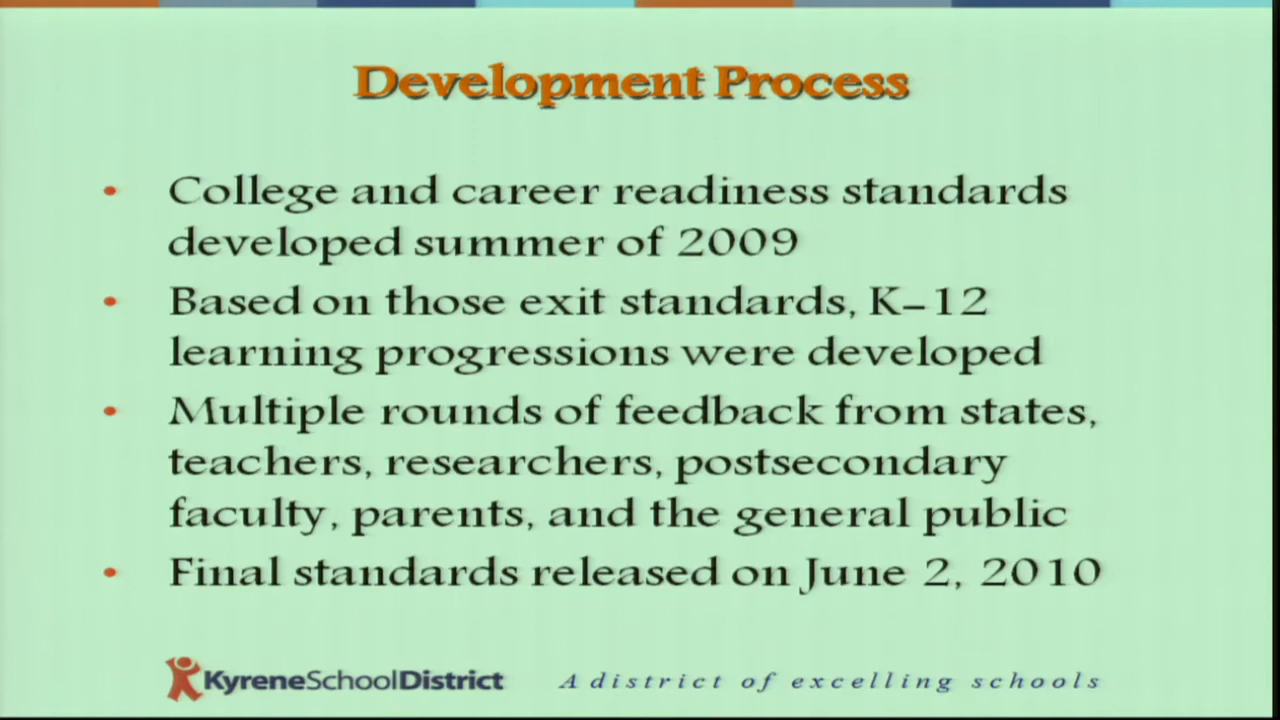 Development Process
• College and career readiness standards
developed summer of 2009
• Based on those exit standards, K–12
learning progressions were developed
• Multiple rounds of feedback from states,
teachers, researchers, postsecondary
faculty, parents, and the general public
• Final standards released on June 2, 2010
KyreneSchoolDistrict A district of excelling schools